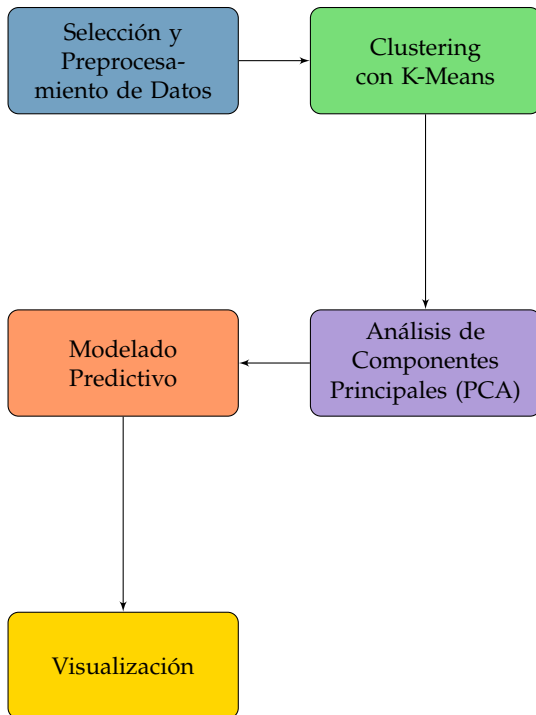 Selección y
Preprocesa-
miento de Datos
Clustering
con K-Means
Análisis de
Componentes
Principales (PCA)
Modelado
Predictivo
Visualización